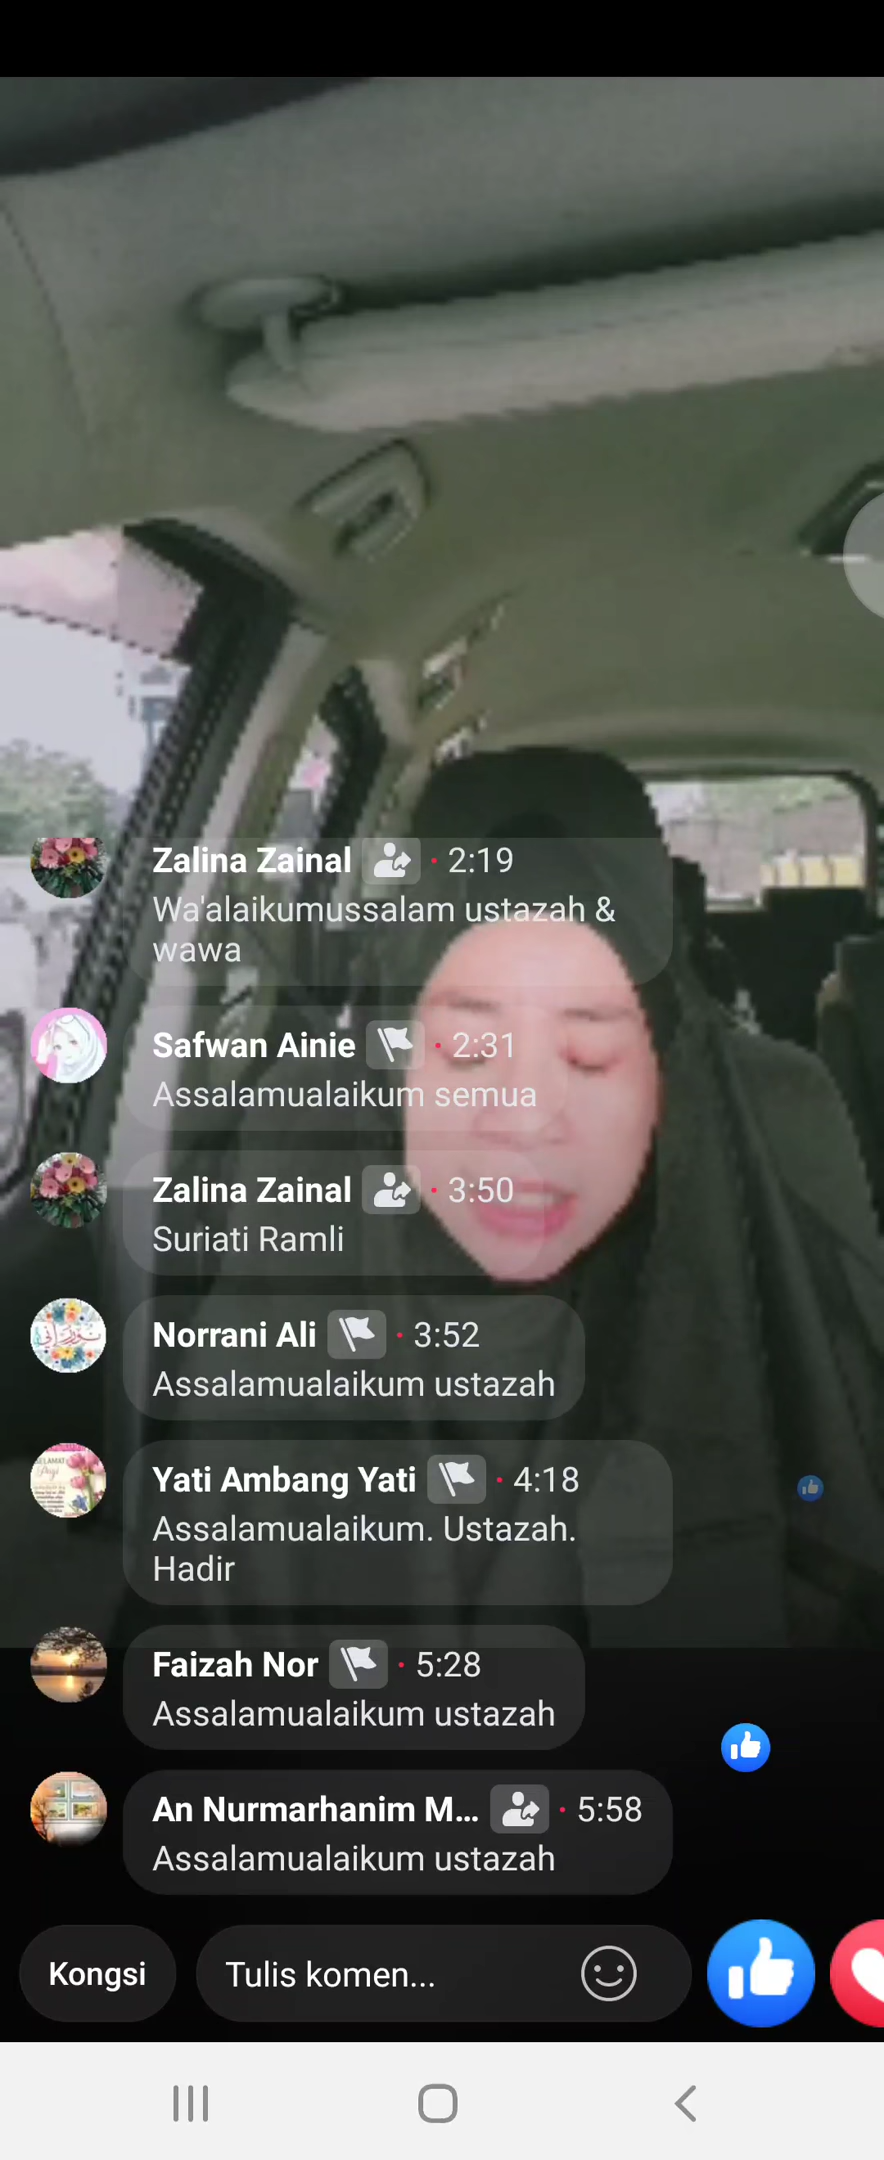 Zalina Zainal · 2:19
Wa'alaikumussalam ustazah &
wawa
Safwan Ainie · 2:31
Assalamualaikum semua
Zalina Zainal · 3:50
Suriati Ramli
Norrani Ali · 3:52
Assalamualaikum ustazah
Yati Ambang Yati · 4:18
Assalamualaikum. Ustazah.
Hadir
Faizah Nor · 5:28
Assalamualaikum ustazah
An Nurmarhanim M... · 5:58
Assalamualaikum ustazah
Kongsi
Tulis komen...